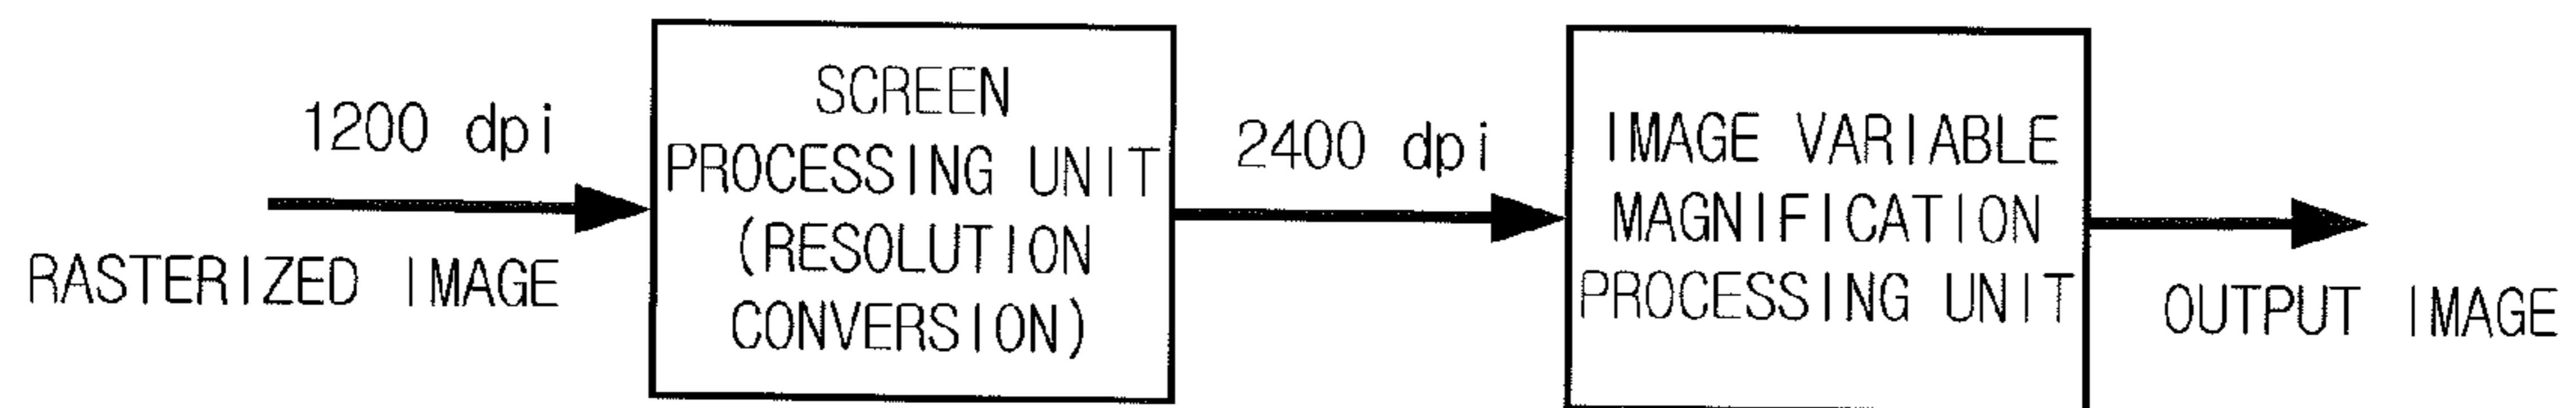 1200 dpi
RASTERIZED IMAGE
SCREEN
PROCESSING UNIT
(RESOLUTION
CONVERSION)
2400 dpi
IMAGE VARIABLE
MAGNIFICATION
PROCESSING UNIT
OUTPUT IMAGE